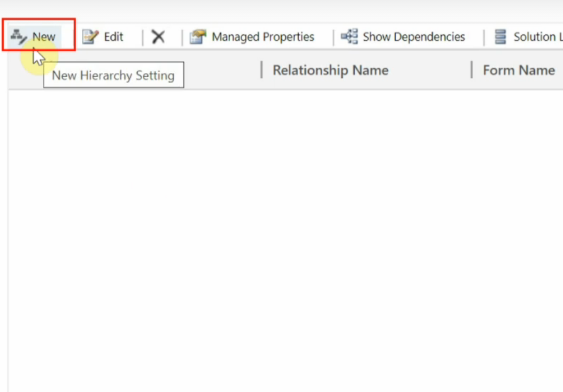 New Edit Managed Properties Show Dependencies Solution L
New Hierarchy Setting
Relationship Name Form Name